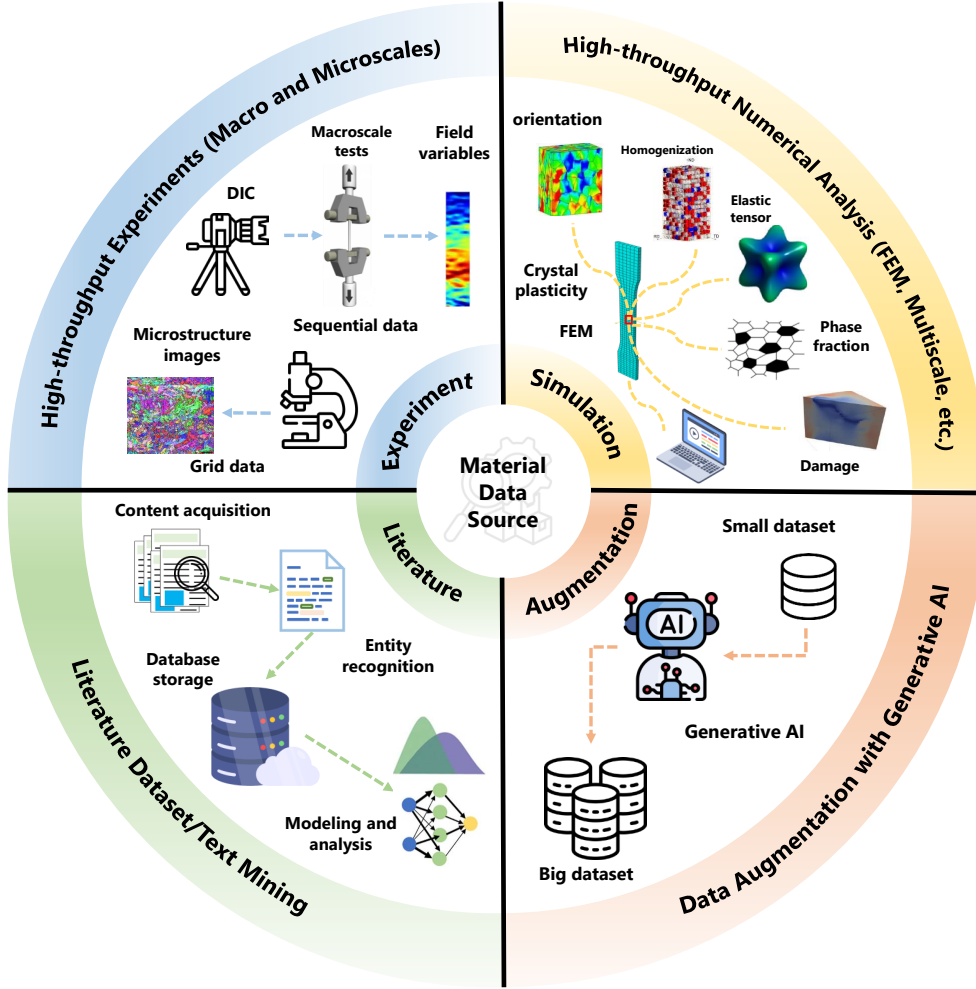 High-throughput Experiments (Macro and Microscales)
Macroscale
tests
Field
variables
DIC
Sequential data
Microstructure
images
Grid data
Experiment
High-throughput Numerical Analysis (FEM, Multiscale, etc.)
orientation
Homogenization
Elastic
tensor
Crystal
plasticity
FEM
Phase
fraction
Damage
Simulation
Material
Data
Source
Literature
Content acquisition
Entity
recognition
Database
storage
Modeling and
analysis
Literature Dataset/Text Mining
Augmentation
Small dataset
AI
Generative AI
Big dataset
Data Augmentation with Generative AI